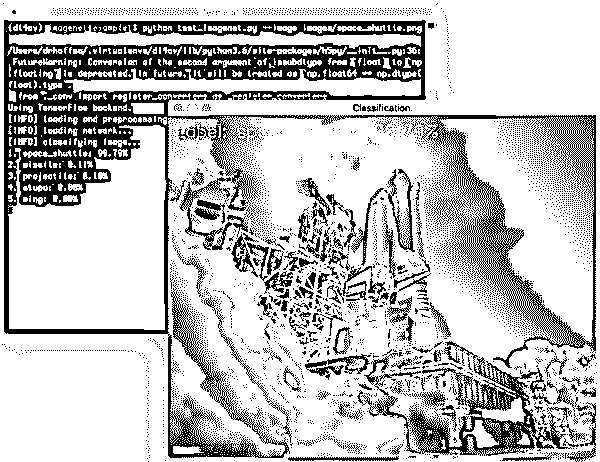 (dl4cv) imagenet_example$ python test_imagenet.py --image images/space_shuttle.png
/Users/ /.virtualenvs/dl4cv/lib/python3.6/site-packages/h5py/__init__.py:36:
FutureWarning: Conversion of the second argument of issubdtype from `float` to `np.
floating` is deprecated. In future, it will be treated as `np.float64 == np.dtype(
float).type`.
from ._conv import register_converters as _register_converters
Using TensorFlow backend.
Classification
[INFO] loading and preprocessing
[INFO] loading network...
[INFO] classifying image...
1. space_shuttle: 99.79%
2. missile: 0.11%
3. projectile: 0.10%
4. stupa: 0.00%
5. wing: 0.00%
Label: